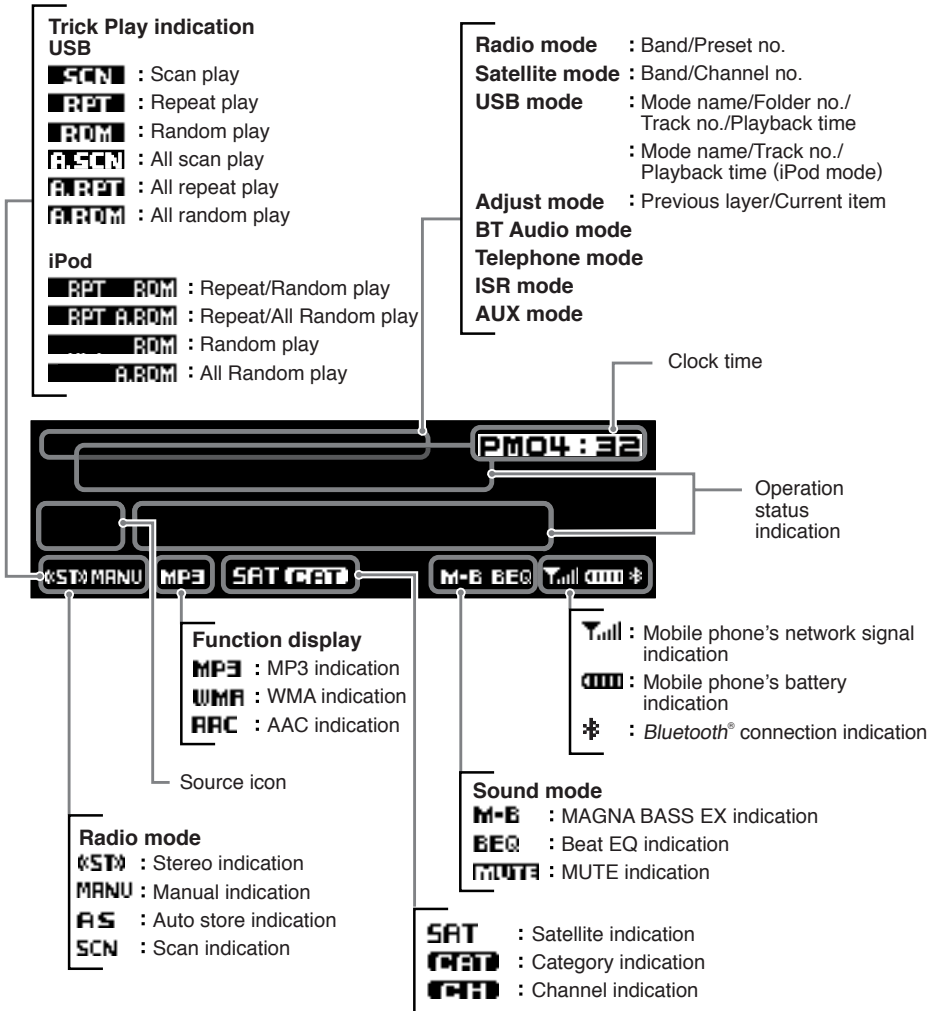 Trick Play indication
USB
SCN : Scan play
RPT : Repeat play
RDM : Random play
A.SCN : All scan play
A.RPT : All repeat play
A.RDM : All random play
iPod
RPT RDM : Repeat/Random play
RPT A.RDM : Repeat/All Random play
RDM : Random play
A.RDM : All Random play
Radio mode : Band/Preset no.
Satellite mode : Band/Channel no.
USB mode : Mode name/Folder no./
Track no./Playback time
: Mode name/Track no./
Playback time (iPod mode)
Adjust mode : Previous layer/Current item
BT Audio mode
Telephone mode
ISR mode
AUX mode
Clock time
PM04:32
Operation
status
indication
((ST)) MANU MP3 SAT CAT M-B BEQ
Function display
MP3 : MP3 indication
WMA : WMA indication
AAC : AAC indication
Source icon
Radio mode
((ST)) : Stereo indication
MANU : Manual indication
AS : Auto store indication
SCN : Scan indication
: Mobile phone's network signal
indication
: Mobile phone's battery
indication
: Bluetooth® connection indication
Sound mode
M-B : MAGNA BASS EX indication
BEQ : Beat EQ indication
MUTE : MUTE indication
SAT : Satellite indication
CAT : Category indication
CH : Channel indication